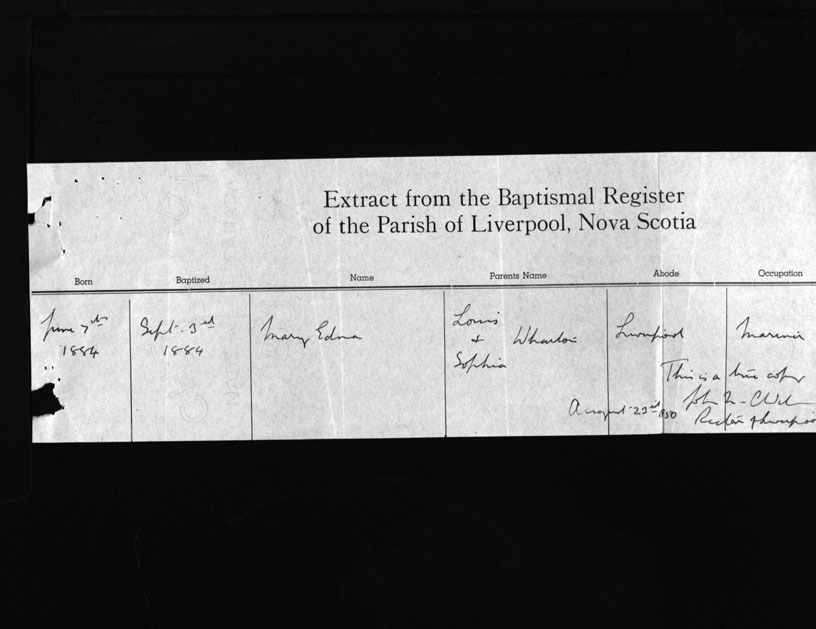 Extract from the Baptismal Register
of the Parish of Liverpool, Nova Scotia
Born Baptized Name Parents Name Abode Occupation
June 7th Sept. 3rd Mary Edna Louis & Sophia Wharton Liverpool Mariner
1884 1884
This is a true copy
August 23rd 1950 John
Rector of Liverpool